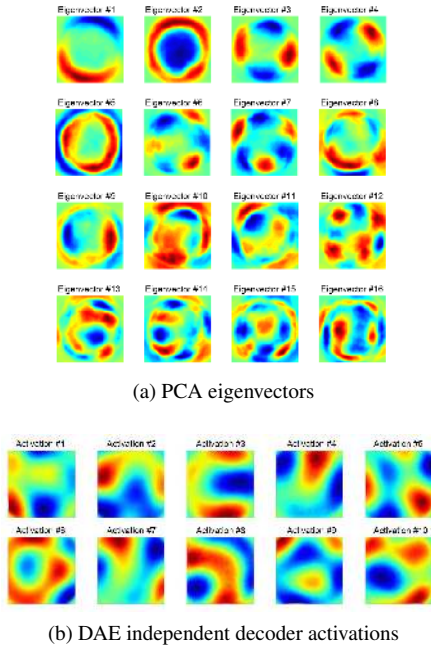 Eigenvector #1 Eigenvector #2 Eigenvector #3 Eigenvector #4
Eigenvector #5 Eigenvector #6 Eigenvector #7 Eigenvector #8
Eigenvector #9 Eigenvector #10 Eigenvector #11 Eigenvector #12
Eigenvector #13 Eigenvector #14 Eigenvector #15 Eigenvector #16
(a) PCA eigenvectors
Activation #1 Activation #2 Activation #3 Activation #4 Activation #5
Activation #6 Activation #7 Activation #8 Activation #9 Activation #10
(b) DAE independent decoder activations